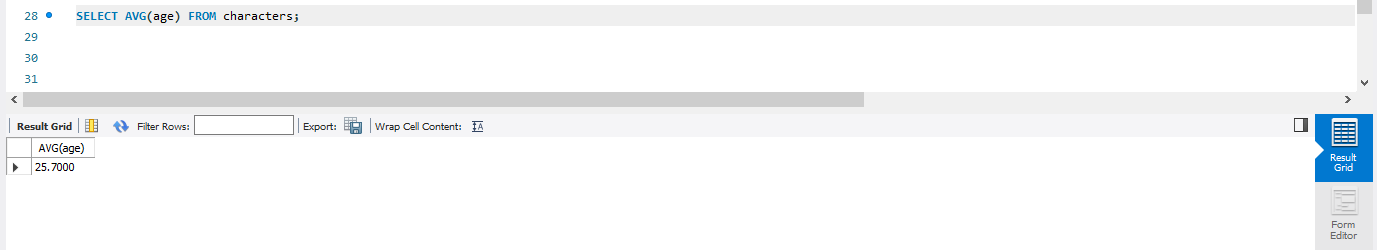 28 SELECT AVG(age) FROM characters;
29
30
31
Result Grid Filter Rows: Export: Wrap Cell Content:
AVG(age)
25.7000
Result
Grid
Form
Editor